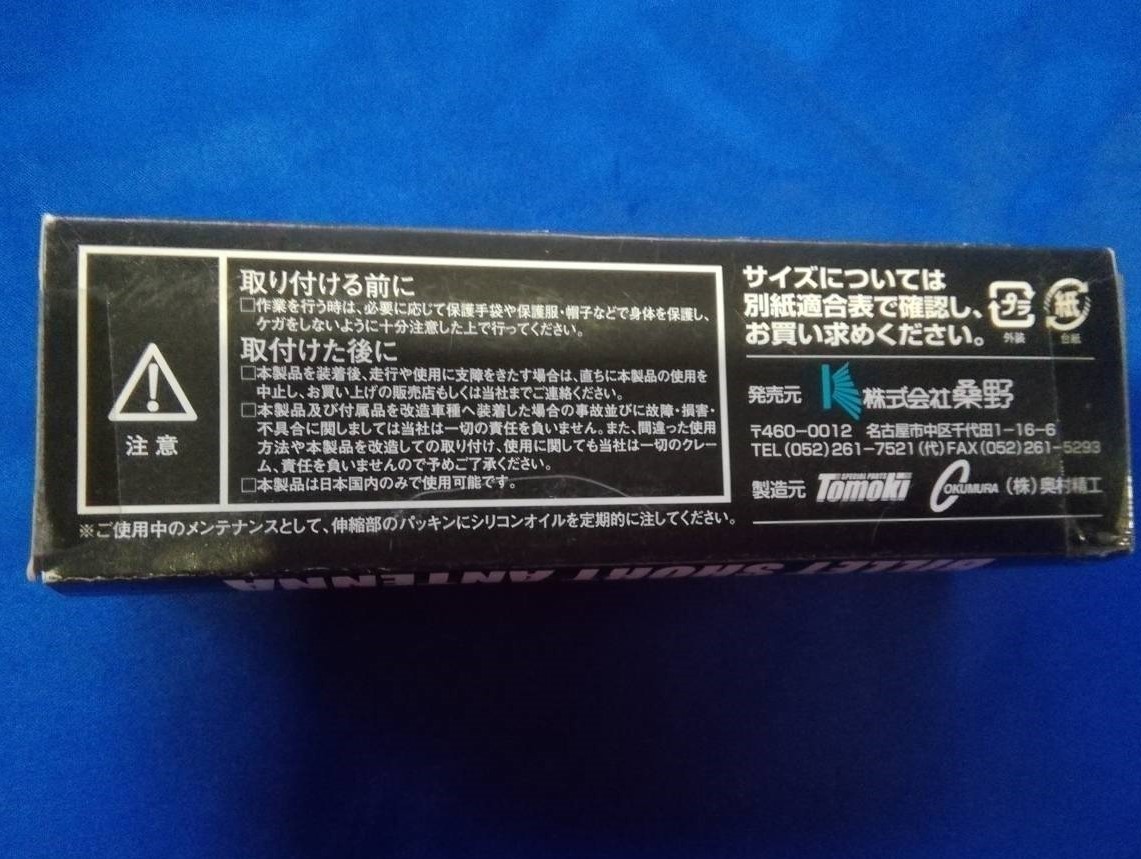 注意
取り付ける前に
□作業を行う時は、必要に応じて保護手袋や保護服・帽子などで身体を保護し、
ケガをしないように十分注意した上で行ってください。
取付けた後に
□本製品を装着後、走行や使用に支障をきたす場合は、直ちに本製品の使用を
中止し、お買い上げの販売店もしくは当社までご連絡ください。
□本製品及び付属品を改造車種へ装着した場合の事故並びに故障・損害・
不具合に関しましては当社は一切の責任を負いません。また、間違った使用
方法や本製品を改造しての取り付け、使用に関しても当社は一切のクレー
ム、責任を負いませんので予めご了承ください。
□本製品は日本国内のみで使用可能です。
※ご使用中のメンテナンスとして、伸縮部のパッキンにシリコンオイルを定期的に注してください。
サイズについては
別紙適合表で確認し、
お買い求めください。
プラ
外装
紙
台紙
発売元 株式会社桑野
〒460-0012 名古屋市中区千代田1-16-6
TEL(052)261-7521(代)FAX(052)261-5293
製造元 SPECIAL PARTS Tomoki OKUMURA (株)奥村精工
BILLET SHORT ANTENNA